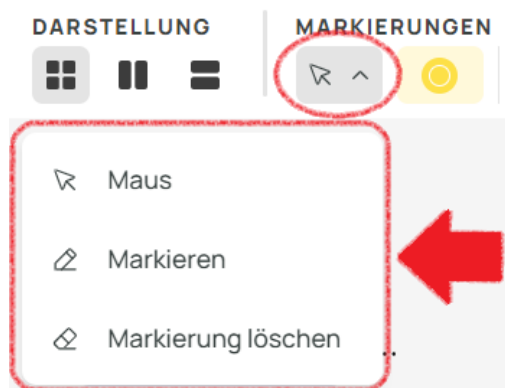 DARSTELLUNG MARKIERUNGEN
Maus
Markieren
Markierung löschen
..